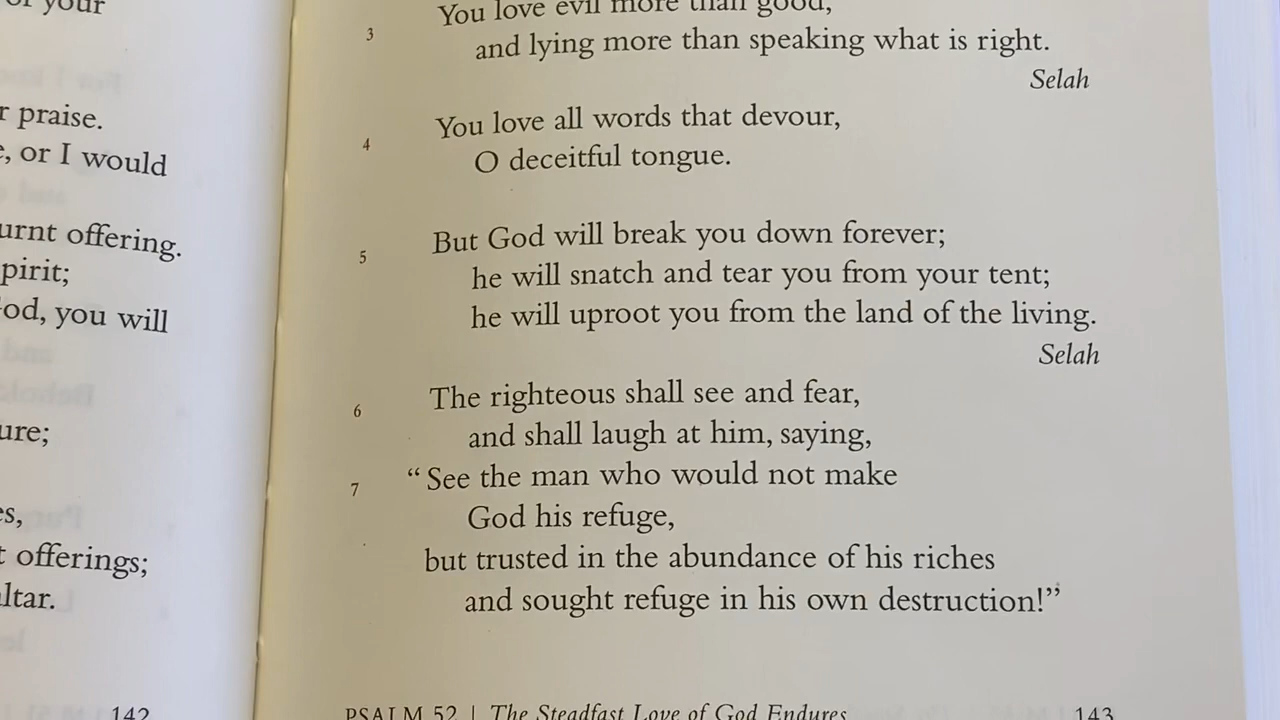 of your
r praise.
e, or I would
urnt offering.
pirit;
God, you will
ure;
es,
t offerings;
ltar.
142
3 You love evil more than good,
and lying more than speaking what is right.
Selah
4 You love all words that devour,
O deceitful tongue.
5 But God will break you down forever;
he will snatch and tear you from your tent;
he will uproot you from the land of the living.
Selah
6 The righteous shall see and fear,
and shall laugh at him, saying,
7 “See the man who would not make
God his refuge,
but trusted in the abundance of his riches
and sought refuge in his own destruction!”
PSALM 52 | The Steadfast Love of God Endures 143